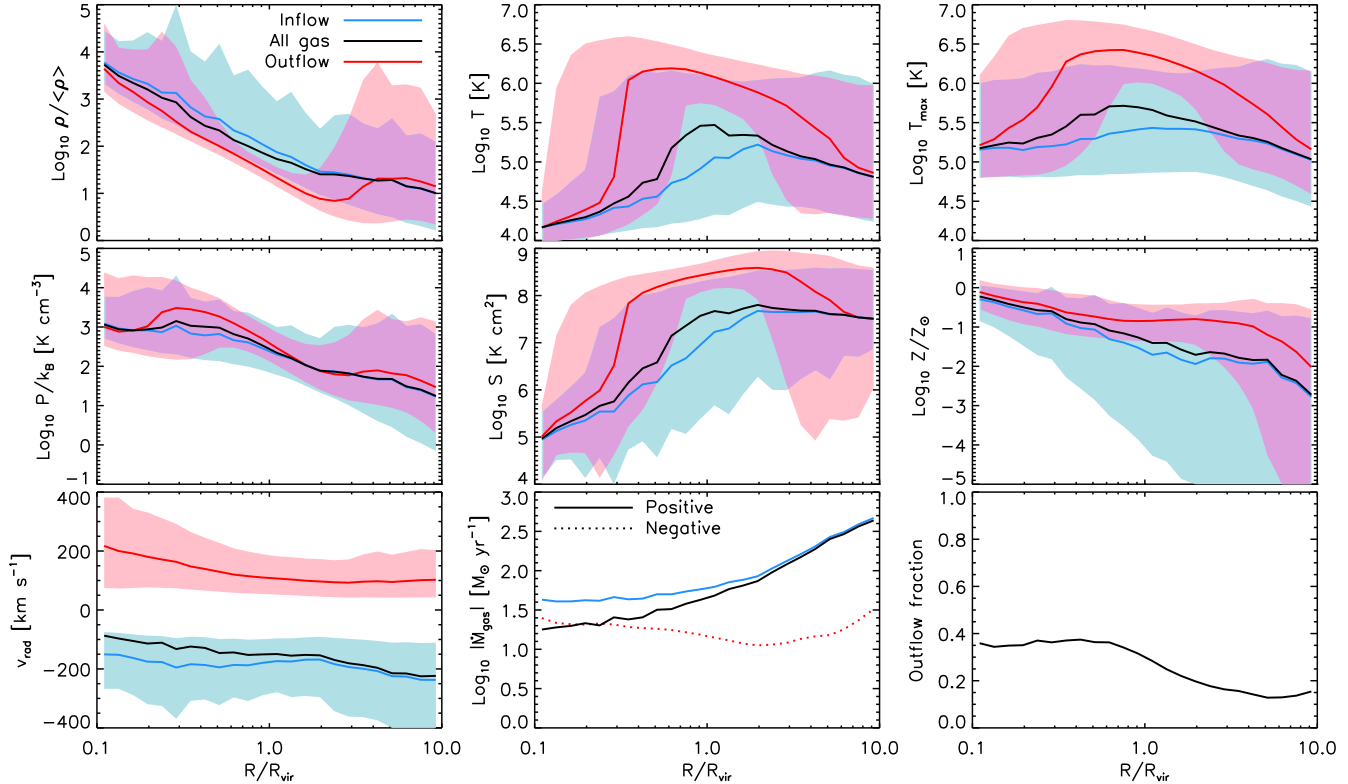 Inflow
All gas
Outflow
Log₁₀ ρ/<ρ>
5
4
3
2
1
0
Log₁₀ T [K]
7.0
6.5
6.0
5.5
5.0
4.5
4.0
Log₁₀ Tmax [K]
7.0
6.5
6.0
5.5
5.0
4.5
4.0
Log₁₀ P/kB [K cm⁻³]
5
4
3
2
1
0
−1
Log₁₀ S [K cm²]
9
8
7
6
5
4
Log₁₀ Z/Z⊙
0
−1
−2
−3
−4
−5
vrad [km s⁻¹]
400
200
0
−200
−400
0.1 1.0 10.0
R/Rvir
Positive
Negative
Log₁₀ |Ṁgas| [M⊙ yr⁻¹]
3.0
2.5
2.0
1.5
1.0
0.5
0.0
0.1 1.0 10.0
R/Rvir
Outflow fraction
1.0
0.8
0.6
0.4
0.2
0.0
0.1 1.0 10.0
R/Rvir